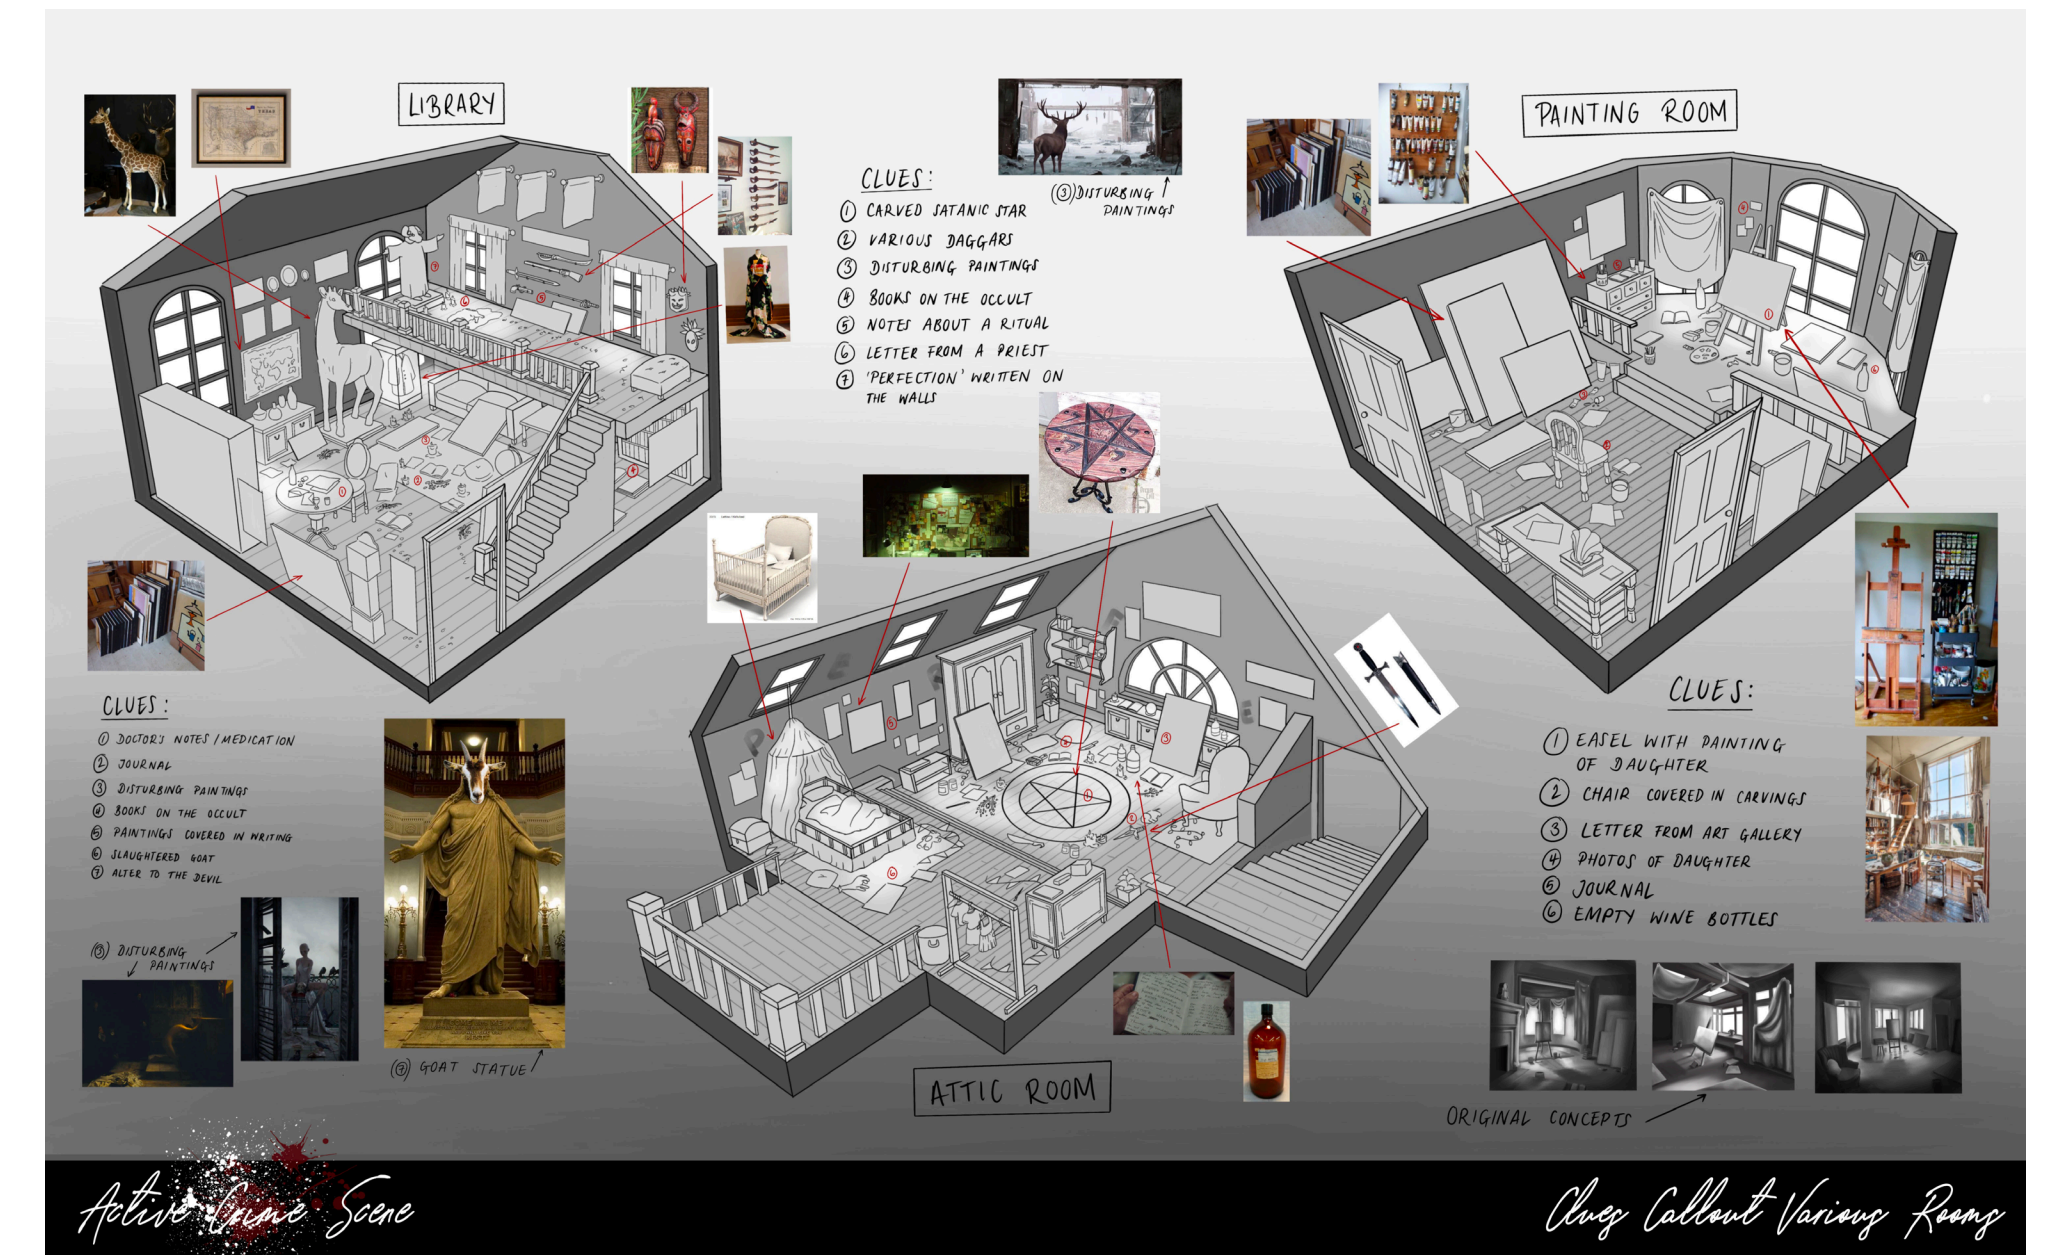 LIBRARY
CLUES:
① CARVED SATANIC STAR
② VARIOUS DAGGARS
③ DISTURBING PAINTINGS
④ BOOKS ON THE OCCULT
⑤ NOTES ABOUT A RITUAL
⑥ LETTER FROM A PRIEST
⑦ 'PERFECTION' WRITTEN ON
THE WALLS
(③) DISTURBING
PAINTINGS
PAINTING ROOM
CLUES:
① DOCTOR'S NOTES / MEDICATION
② JOURNAL
③ DISTURBING PAINTINGS
④ BOOKS ON THE OCCULT
⑤ PAINTINGS COVERED IN WRITING
⑥ SLAUGHTERED GOAT
⑦ ALTER TO THE DEVIL
(③) DISTURBING
PAINTINGS
(⑦) GOAT STATUE
ATTIC ROOM
CLUES:
① EASEL WITH PAINTING
OF DAUGHTER
② CHAIR COVERED IN CARVINGS
③ LETTER FROM ART GALLERY
④ PHOTOS OF DAUGHTER
⑤ JOURNAL
⑥ EMPTY WINE BOTTLES
ORIGINAL CONCEPTS
Active Crime Scene
Clues Callout Various Rooms